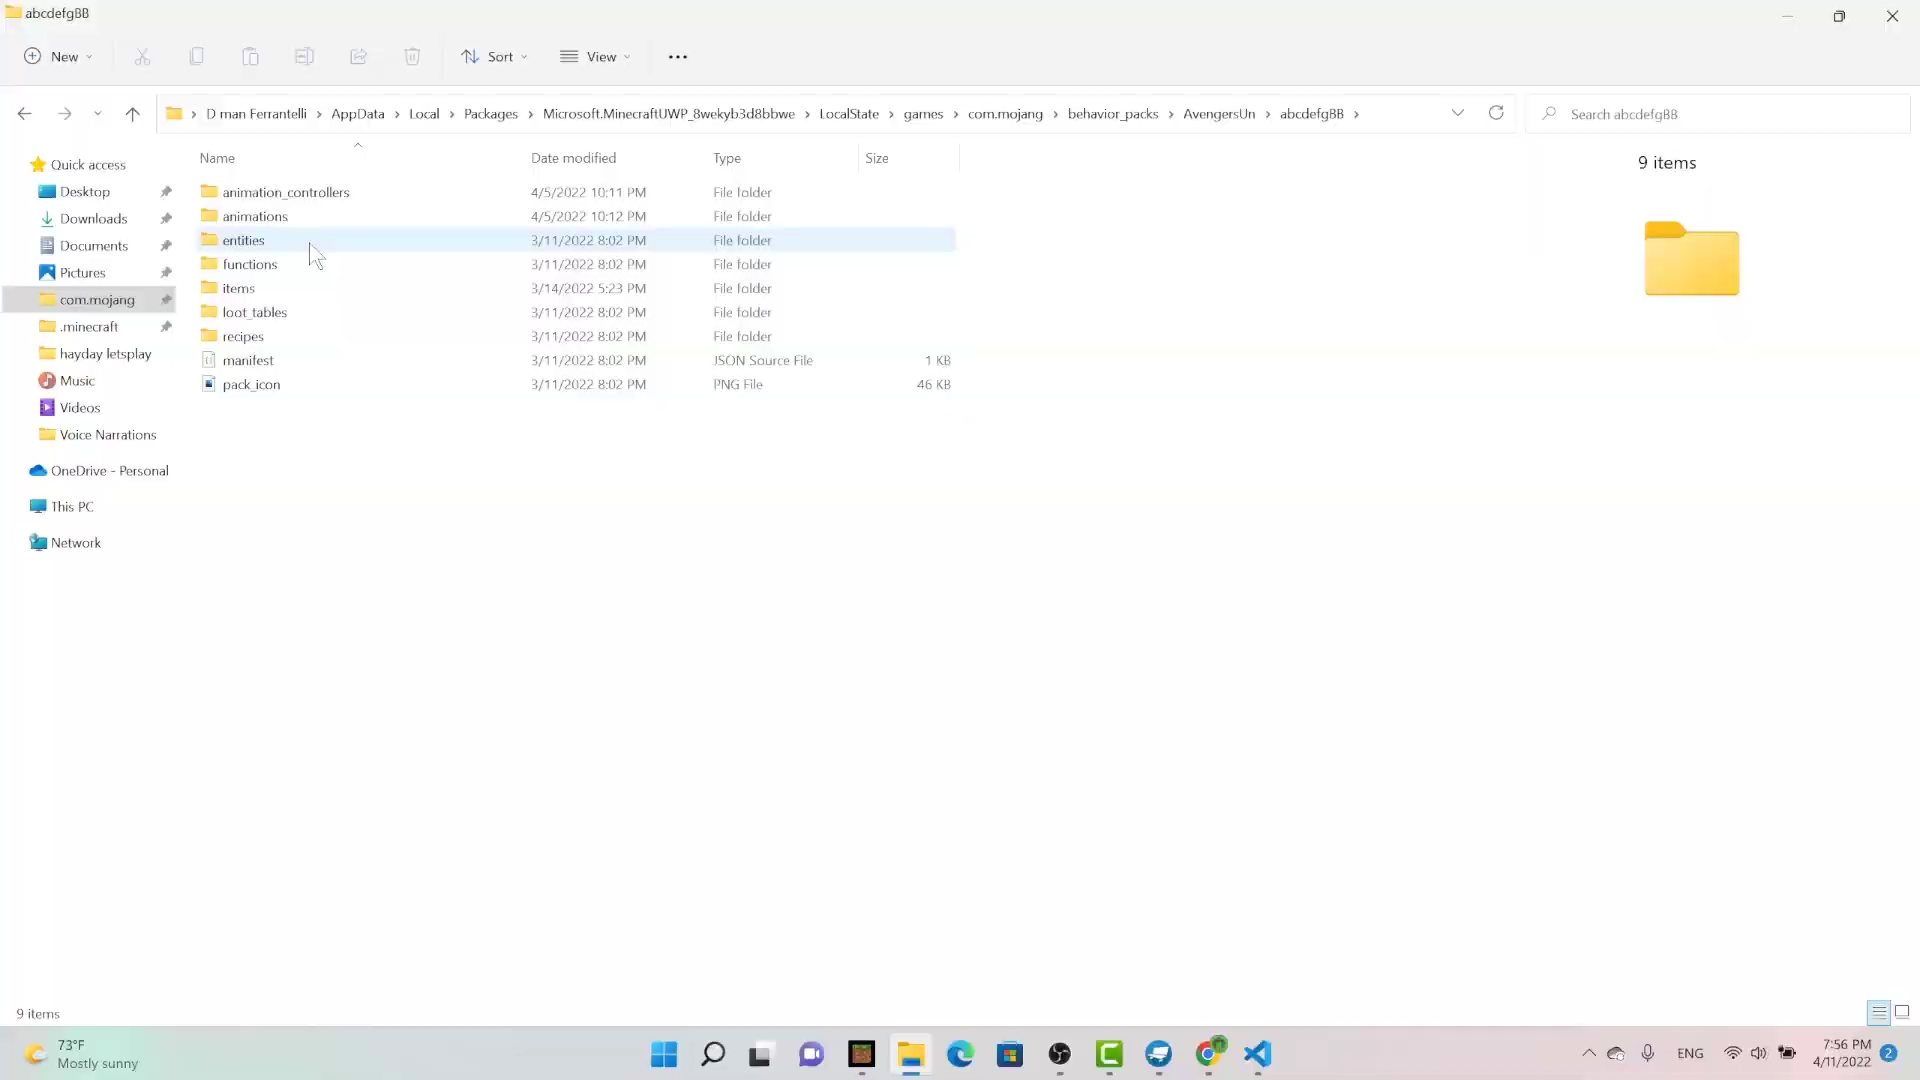 abcdefgBB
New
Sort
View
D man Ferrantelli > AppData > Local > Packages > Microsoft.MinecraftUWP_8wekyb3d8bbwe > LocalState > games > com.mojang > behavior_packs > AvengersUn > abcdefgBB >
Search abcdefgBB
Name Date modified Type Size
9 items
Quick access
Desktop
Downloads
Documents
Pictures
com.mojang
.minecraft
hayday letsplay
Music
Videos
Voice Narrations
OneDrive - Personal
This PC
Network
animation_controllers 4/5/2022 10:11 PM File folder
animations 4/5/2022 10:12 PM File folder
entities 3/11/2022 8:02 PM File folder
functions 3/11/2022 8:02 PM File folder
items 3/14/2022 5:23 PM File folder
loot_tables 3/11/2022 8:02 PM File folder
recipes 3/11/2022 8:02 PM File folder
manifest 3/11/2022 8:02 PM JSON Source File 1 KB
pack_icon 3/11/2022 8:02 PM PNG File 46 KB
9 items
73°F
Mostly sunny
ENG
7:56 PM
4/11/2022
2